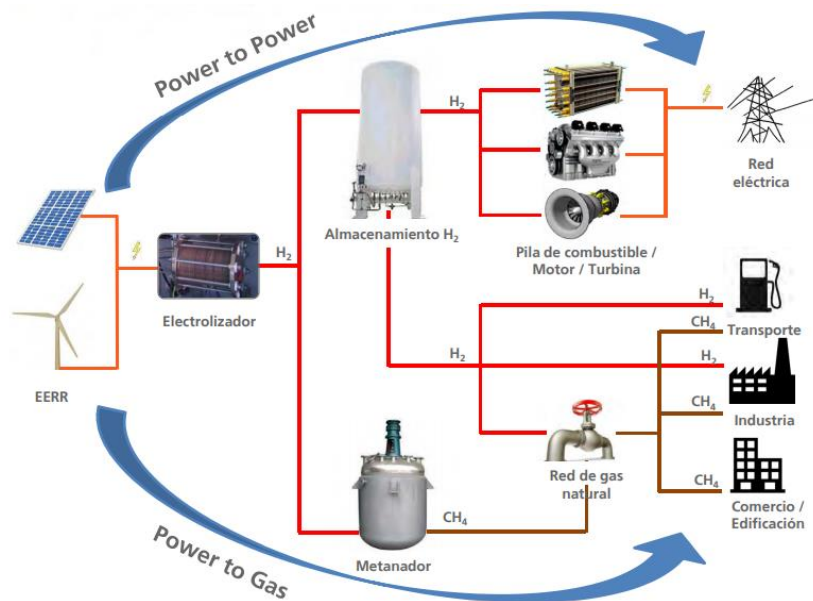 Power to Power
H₂
Red
eléctrica
Almacenamiento H₂
Pila de combustible /
Motor / Turbina
H₂
Electrolizador
H₂
CH₄
Transporte
H₂
H₂
EERR
CH₄
Industria
Red de gas
natural
CH₄
Comercio /
Edificación
CH₄
Metanador
Power to Gas